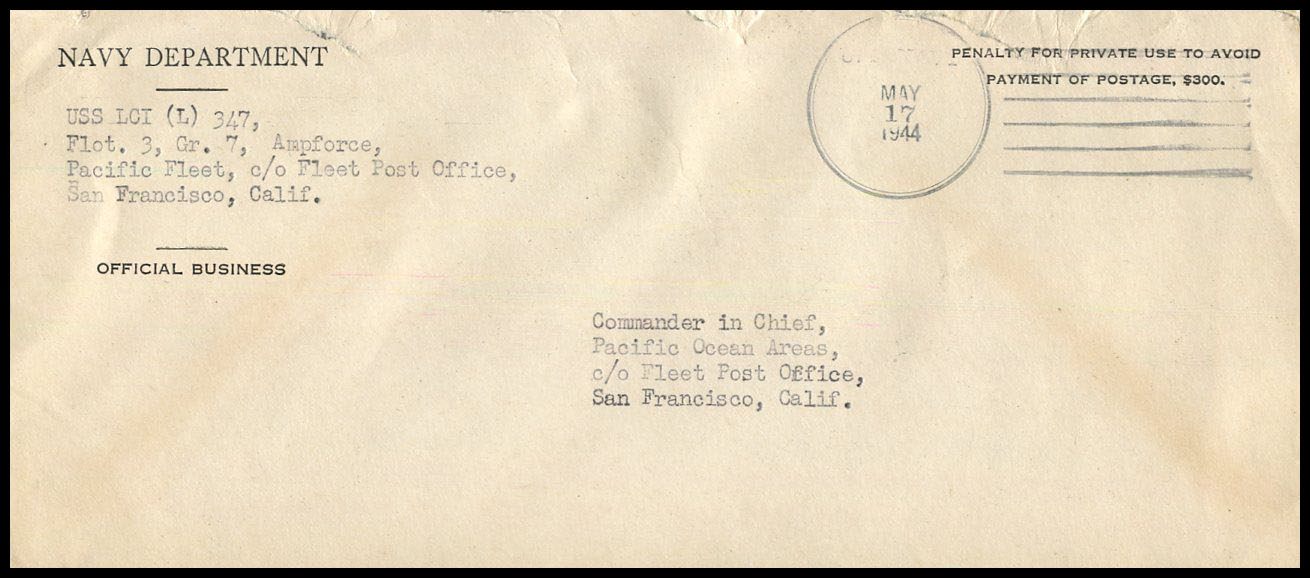 NAVY DEPARTMENT
USS LCI (L) 347,
Flot. 3, Gr. 7, Ampforce,
Pacific Fleet, c/o Fleet Post Office,
San Francisco, Calif.
OFFICIAL BUSINESS
MAY
17
1944
PENALTY FOR PRIVATE USE TO AVOID
PAYMENT OF POSTAGE, $300.
Commander in Chief,
Pacific Ocean Areas,
c/o Fleet Post Office,
San Francisco, Calif.